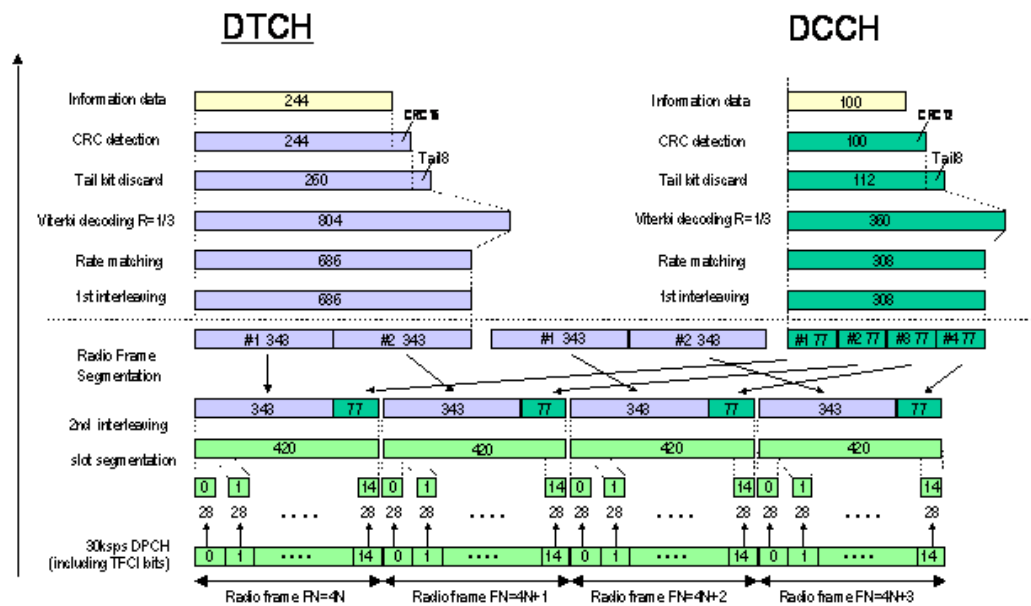 DTCH DCCH
Information data 244 Information data 100
CRC16 CRC12
CRC detection 244 CRC detection 100
Tail8 Tail8
Tail bit discard 260 Tail bit discard 112
Viterbi decoding R=1/3 804 Viterbi decoding R=1/3 360
Rate matching 686 Rate matching 308
1st interleaving 686 1st interleaving 308
#1 343 #2 343 #1 343 #2 343 #1 77 #2 77 #3 77 #4 77
Radio Frame
Segmentation
343 77 343 77 343 77 343 77
2nd interleaving
420 420 420 420
slot segmentation
0 1 14 0 1 14 0 1 14 0 1 14
28 28 .... 28 28 28 .... 28 28 28 .... 28 28 28 .... 28
30ksps DPCH
(including TFCI bits)
0 1 .... 14 0 1 .... 14 0 1 .... 14 0 1 .... 14
Radio frame FN=4N Radio frame FN=4N+1 Radio frame FN=4N+2 Radio frame FN=4N+3